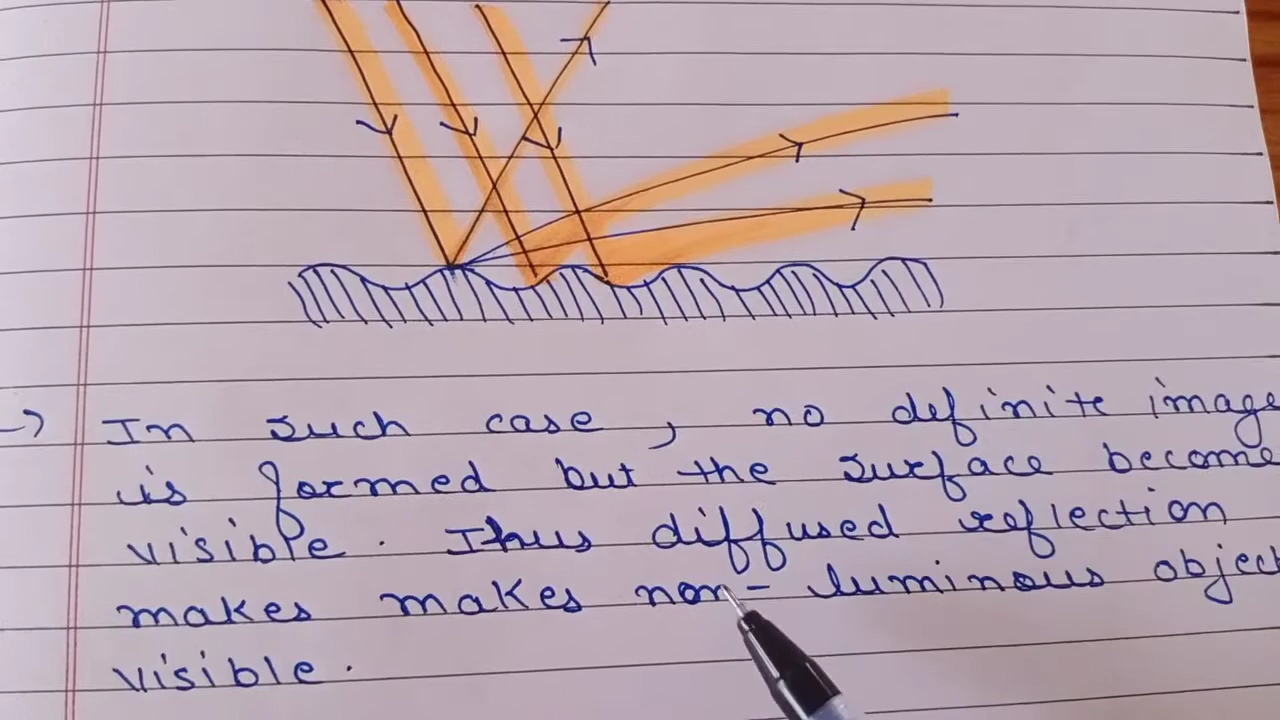 → In such case, no definite image
is formed but the surface become
visible. Thus diffused reflection
makes makes non-luminous object
visible.